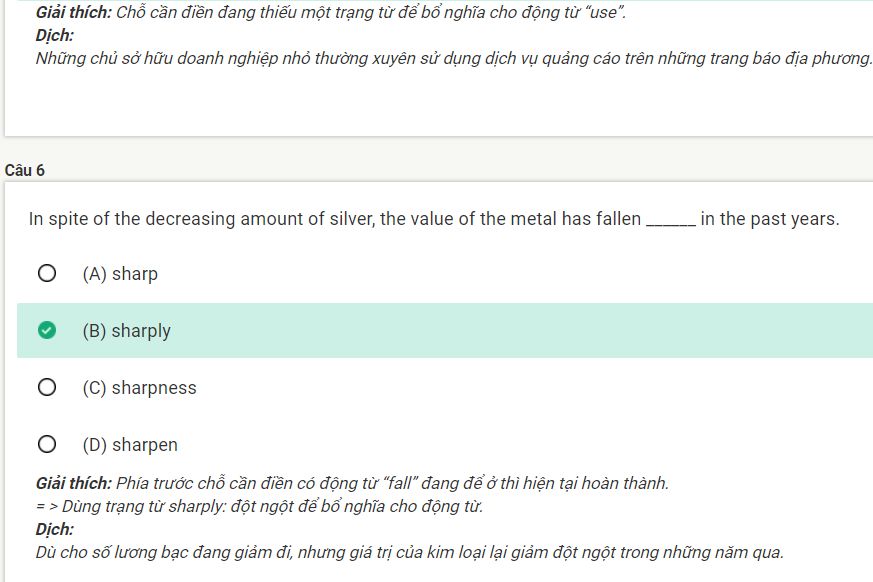 Giải thích: Chỗ cần điền đang thiếu một trạng từ để bổ nghĩa cho động từ “use”.
Dịch:
Những chủ sở hữu doanh nghiệp nhỏ thường xuyên sử dụng dịch vụ quảng cáo trên những trang báo địa phương.
Câu 6
In spite of the decreasing amount of silver, the value of the metal has fallen ______ in the past years.
(A) sharp
(B) sharply
(C) sharpness
(D) sharpen
Giải thích: Phía trước chỗ cần điền có động từ “fall” đang để ở thì hiện tại hoàn thành.
= > Dùng trạng từ sharply: đột ngột để bổ nghĩa cho động từ.
Dịch:
Dù cho số lương bạc đang giảm đi, nhưng giá trị của kim loại lại giảm đột ngột trong những năm qua.